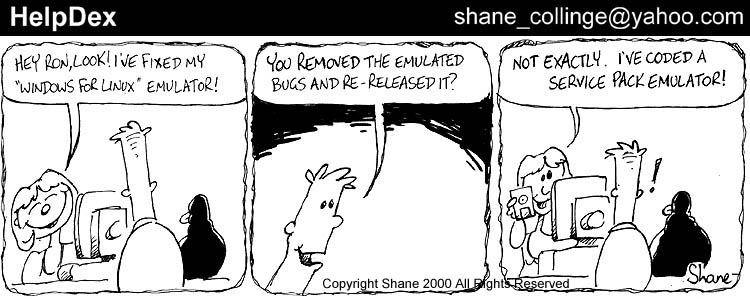 HelpDex
shane_collinge@yahoo.com
HEY RON, LOOK! I'VE FIXED MY
"WINDOWS FOR LINUX" EMULATOR!
YOU REMOVED THE EMULATED
BUGS AND RE-RELEASED IT?
NOT EXACTLY. I'VE CODED A
SERVICE PACK EMULATOR!
!
Shane
Copyright Shane 2000 All Rights Reserved